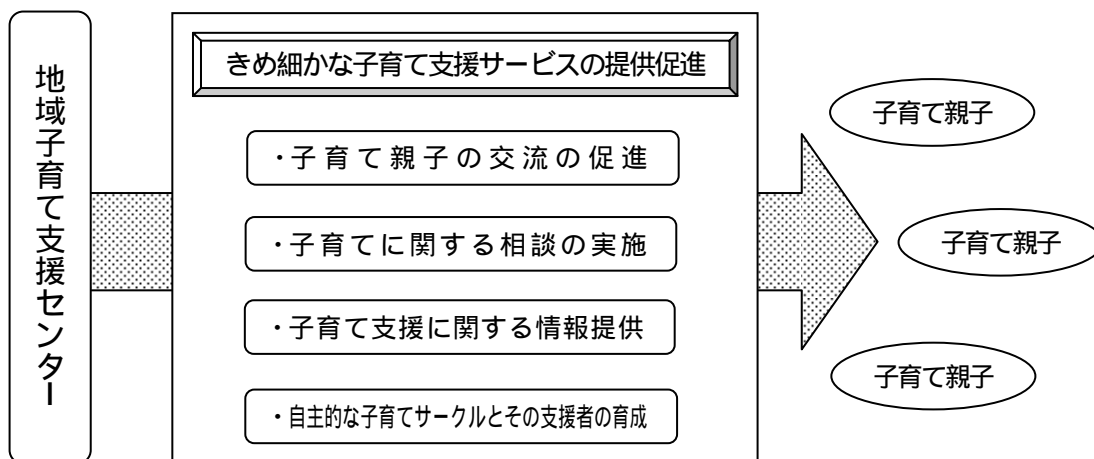 地域子育て支援センター
きめ細かな子育て支援サービスの提供促進
・子育て親子の交流の促進
・子育てに関する相談の実施
・子育て支援に関する情報提供
・自主的な子育てサークルとその支援者の育成
子育て親子
子育て親子
子育て親子